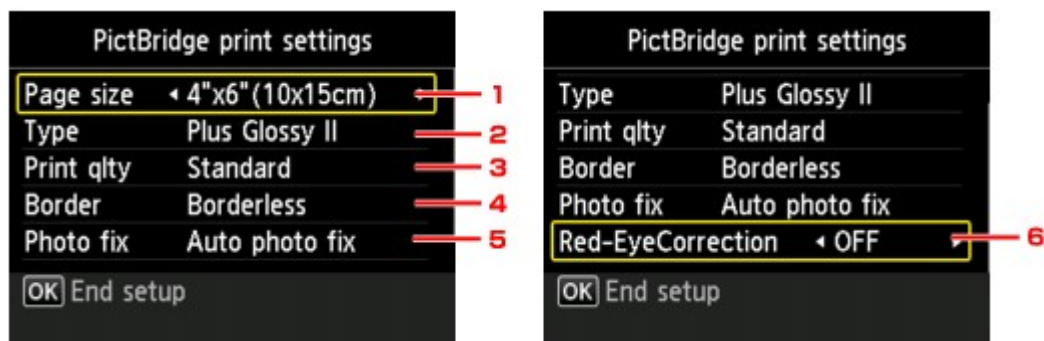 PictBridge print settings
Page size ◂ 4"x6"(10x15cm) ▸ 1
Type Plus Glossy II 2
Print qlty Standard 3
Border Borderless 4
Photo fix Auto photo fix 5
OK End setup
PictBridge print settings
Type Plus Glossy II
Print qlty Standard
Border Borderless
Photo fix Auto photo fix
Red-EyeCorrection ◂ OFF ▸ 6
OK End setup